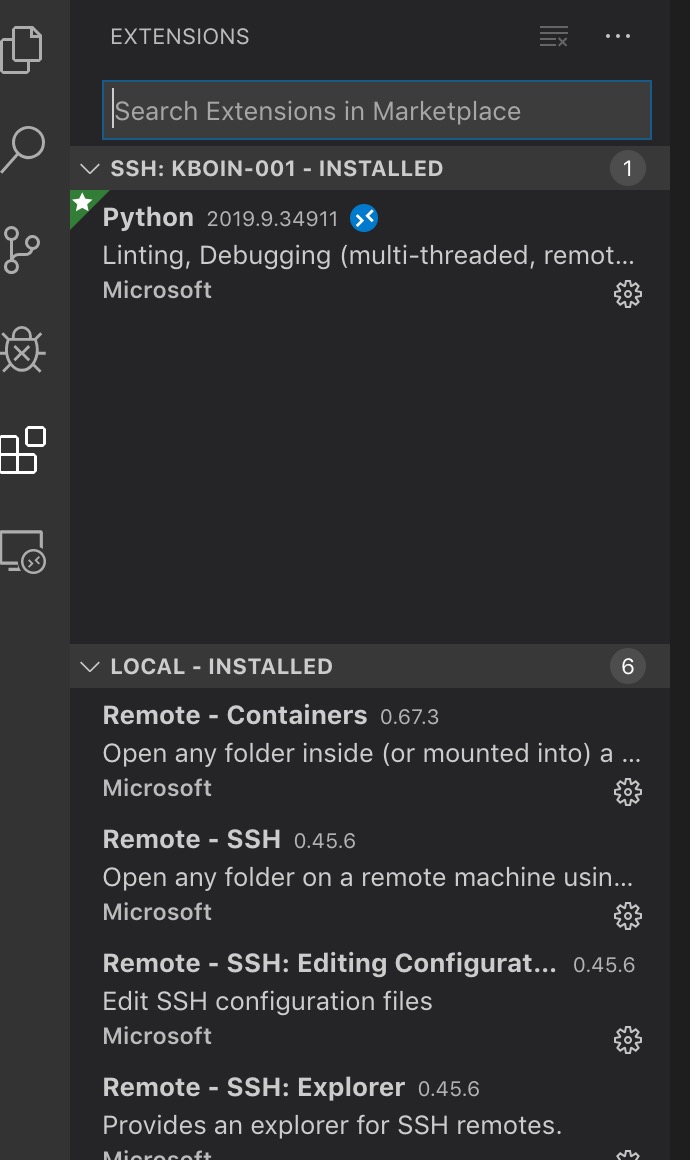 EXTENSIONS
Search Extensions in Marketplace
SSH: KBOIN-001 - INSTALLED 1
Python 2019.9.34911
Linting, Debugging (multi-threaded, remot...
Microsoft
LOCAL - INSTALLED 6
Remote - Containers 0.67.3
Open any folder inside (or mounted into) a ...
Microsoft
Remote - SSH 0.45.6
Open any folder on a remote machine usin...
Microsoft
Remote - SSH: Editing Configurat... 0.45.6
Edit SSH configuration files
Microsoft
Remote - SSH: Explorer 0.45.6
Provides an explorer for SSH remotes.
Microsoft